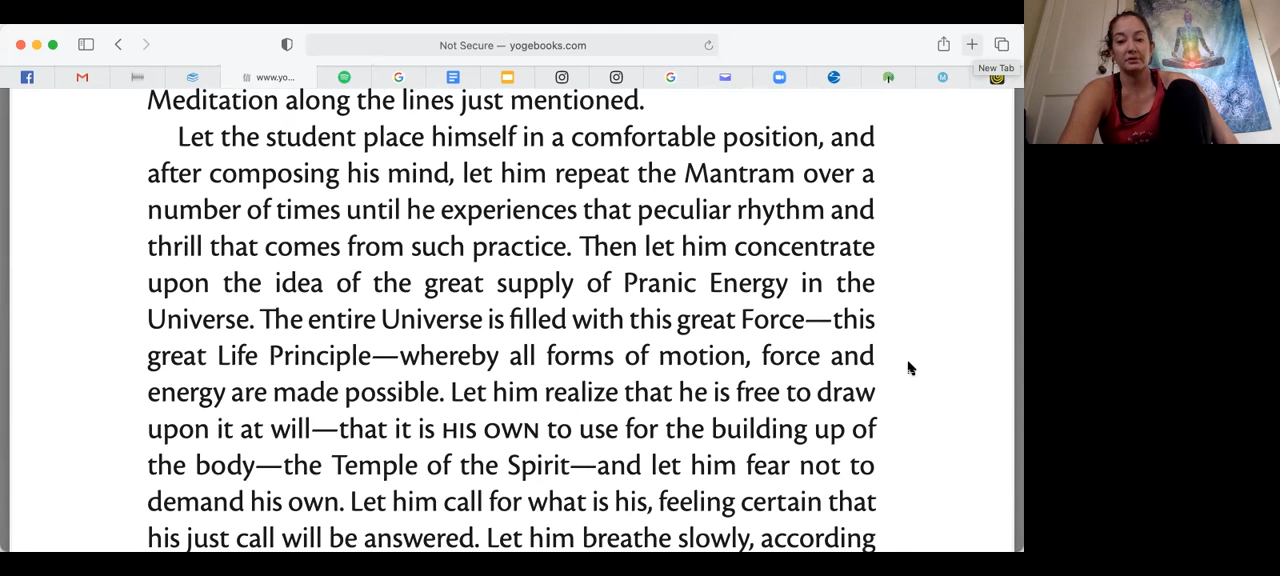 Not Secure — yogebooks.com
www.yo...
New Tab
Meditation along the lines just mentioned.
Let the student place himself in a comfortable position, and
after composing his mind, let him repeat the Mantram over a
number of times until he experiences that peculiar rhythm and
thrill that comes from such practice. Then let him concentrate
upon the idea of the great supply of Pranic Energy in the
Universe. The entire Universe is filled with this great Force—this
great Life Principle—whereby all forms of motion, force and
energy are made possible. Let him realize that he is free to draw
upon it at will—that it is HIS OWN to use for the building up of
the body—the Temple of the Spirit—and let him fear not to
demand his own. Let him call for what is his, feeling certain that
his just call will be answered. Let him breathe slowly, according